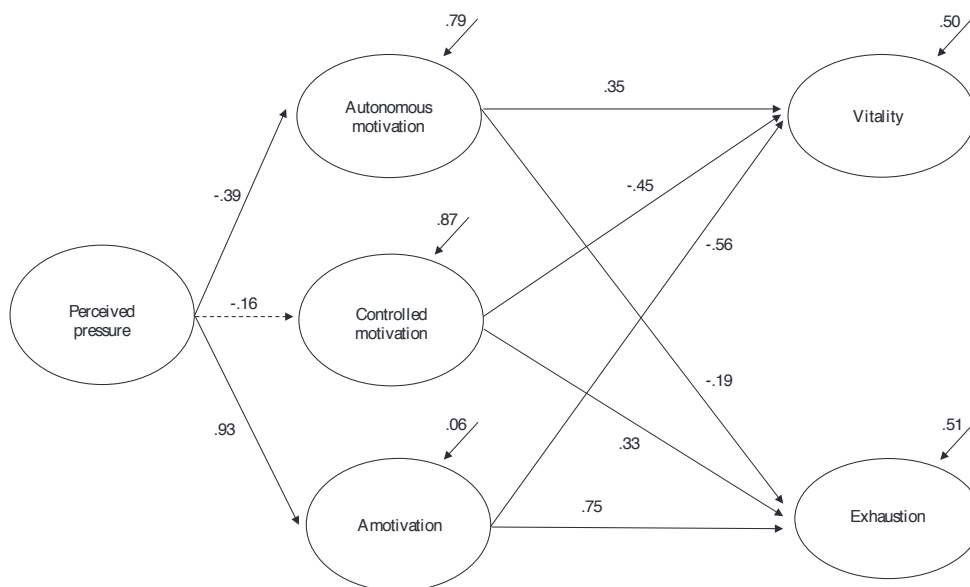 .79
.50
Autonomous
motivation
.35
Vitality
-.39
-.45
.87
-.56
Perceived
pressure
-.16
Controlled
motivation
-.19
.93
.06
.33
.51
Amotivation
.75
Exhaustion